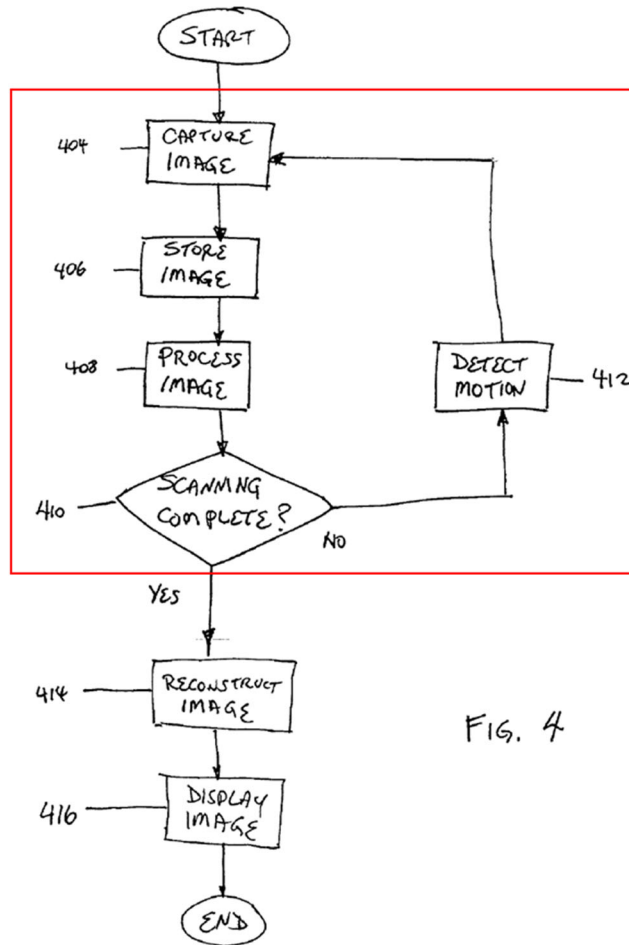 START
404
CAPTURE
IMAGE
406
STORE
IMAGE
408
PROCESS
IMAGE
DETECT
MOTION
412
410
SCANNING
COMPLETE?
NO
YES
414
RECONSTRUCT
IMAGE
FIG. 4
416
DISPLAY
IMAGE
END